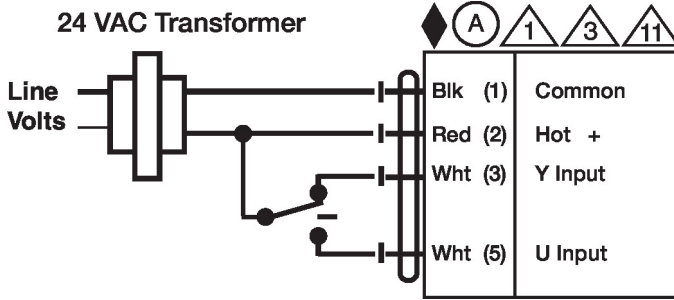 24 VAC Transformer
A 1 3 11
Line Volts
Blk (1) Common
Red (2) Hot +
Wht (3) Y Input
Wht (5) U Input